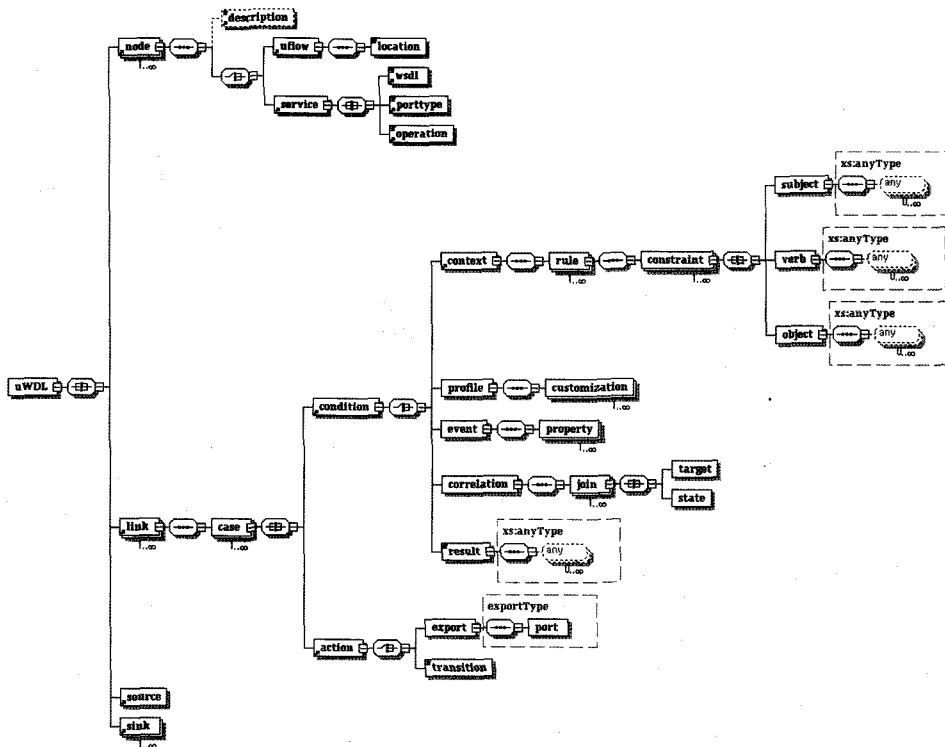 description
node
1..∞
uflow
location
service
wsdl
porttype
operation
xs:anyType
subject
any
0..∞
context
rule
1..∞
constraint
1..∞
xs:anyType
verb
any
0..∞
xs:anyType
object
any
0..∞
uWDL
condition
profile
customization
1..∞
event
property
1..∞
correlation
join
1..∞
target
state
link
1..∞
case
1..∞
xs:anyType
result
any
0..∞
exportType
action
export
port
transition
source
sink
1..∞